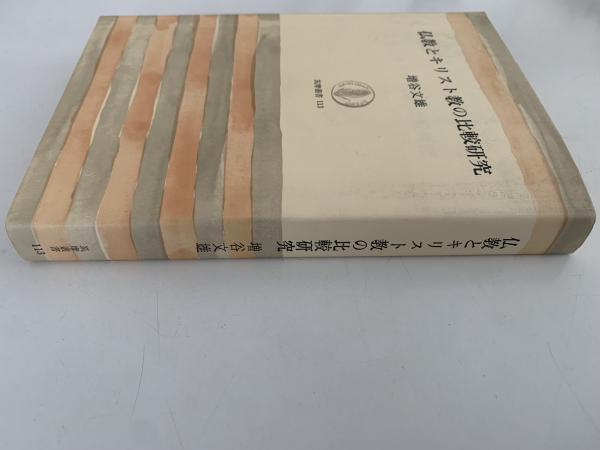 仏教とキリスト教の比較研究
増谷文雄
筑摩叢書 113
仏教とキリスト教の比較研究 増谷文雄 筑摩叢書 113